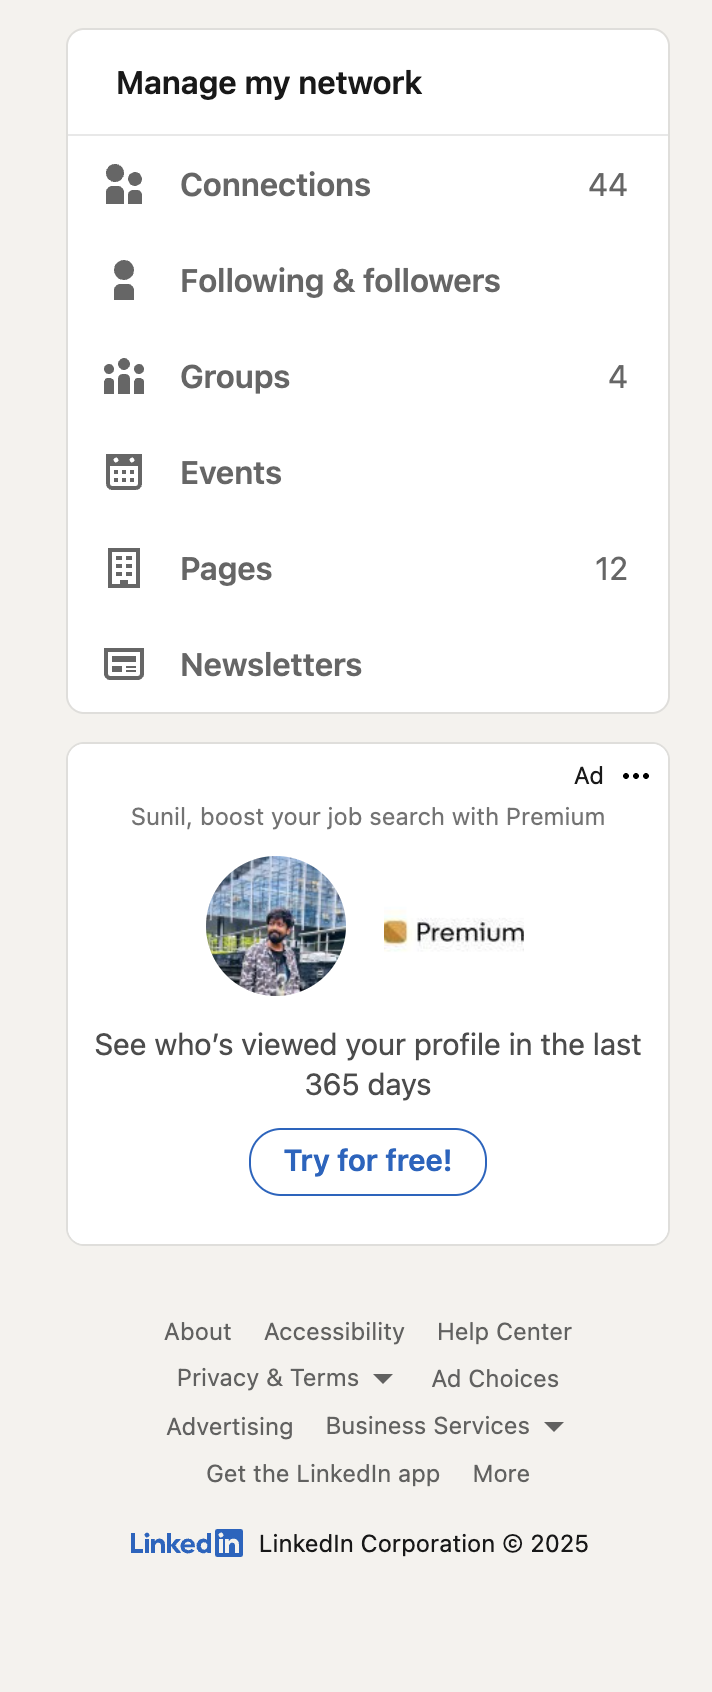 Manage my network
Connections 44
Following & followers
Groups 4
Events
Pages 12
Newsletters
Ad
Sunil, boost your job search with Premium
Premium
See who’s viewed your profile in the last
365 days
Try for free!
About Accessibility Help Center
Privacy & Terms Ad Choices
Advertising Business Services
Get the LinkedIn app More
LinkedIn LinkedIn Corporation © 2025